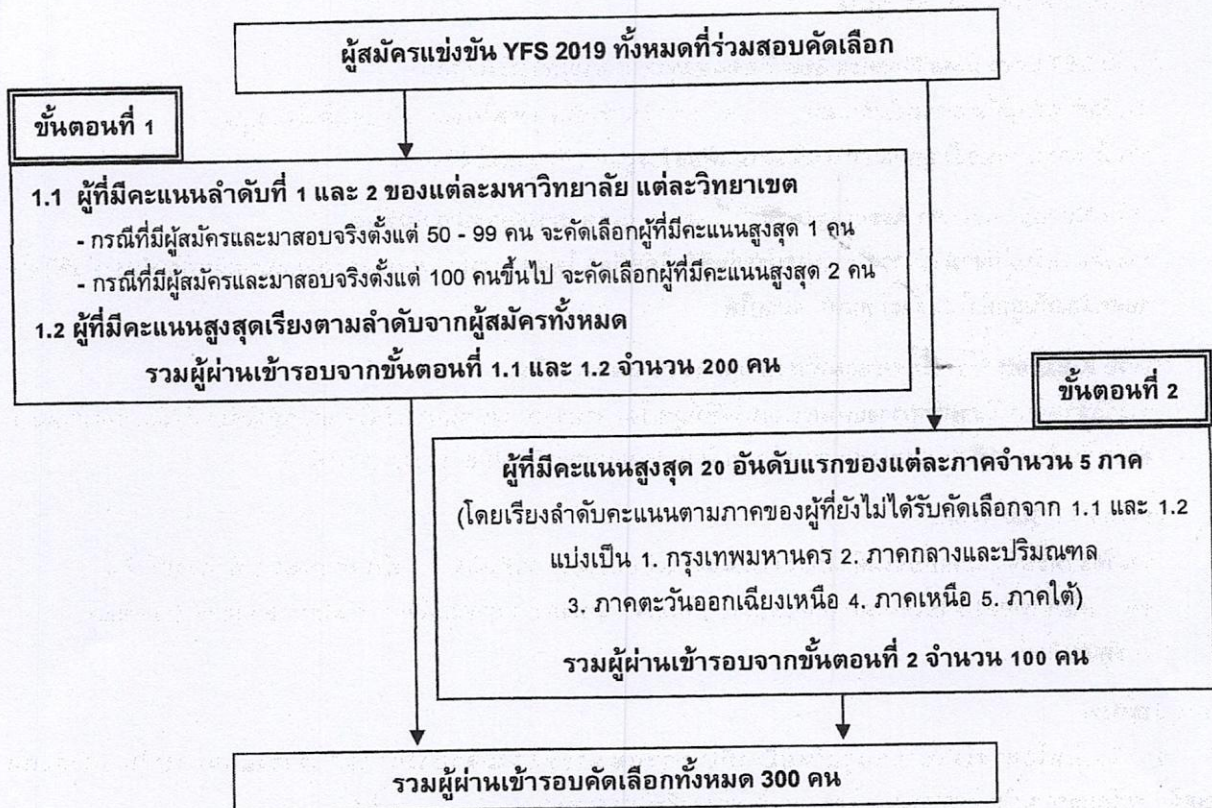 ผู้สมัครแข่งขัน YFS 2019 ทั้งหมดที่ร่วมสอบคัดเลือก
ขั้นตอนที่ 1
1.1 ผู้ที่มีคะแนนลำดับที่ 1 และ 2 ของแต่ละมหาวิทยาลัย แต่ละวิทยาเขต
- กรณีที่มีผู้สมัครและมาสอบจริงตั้งแต่ 50 - 99 คน จะคัดเลือกผู้ที่มีคะแนนสูงสุด 1 คน
- กรณีที่มีผู้สมัครและมาสอบจริงตั้งแต่ 100 คนขึ้นไป จะคัดเลือกผู้ที่มีคะแนนสูงสุด 2 คน
1.2 ผู้ที่มีคะแนนสูงสุดเรียงตามลำดับจากผู้สมัครทั้งหมด
รวมผู้ผ่านเข้ารอบจากขั้นตอนที่ 1.1 และ 1.2 จำนวน 200 คน
ขั้นตอนที่ 2
ผู้ที่มีคะแนนสูงสุด 20 อันดับแรกของแต่ละภาคจำนวน 5 ภาค
(โดยเรียงลำดับคะแนนตามภาคของผู้ที่ยังไม่ได้รับคัดเลือกจาก 1.1 และ 1.2
แบ่งเป็น 1. กรุงเทพมหานคร 2. ภาคกลางและปริมณฑล
3. ภาคตะวันออกเฉียงเหนือ 4. ภาคเหนือ 5. ภาคใต้)
รวมผู้ผ่านเข้ารอบจากขั้นตอนที่ 2 จำนวน 100 คน
รวมผู้ผ่านเข้ารอบคัดเลือกทั้งหมด 300 คน